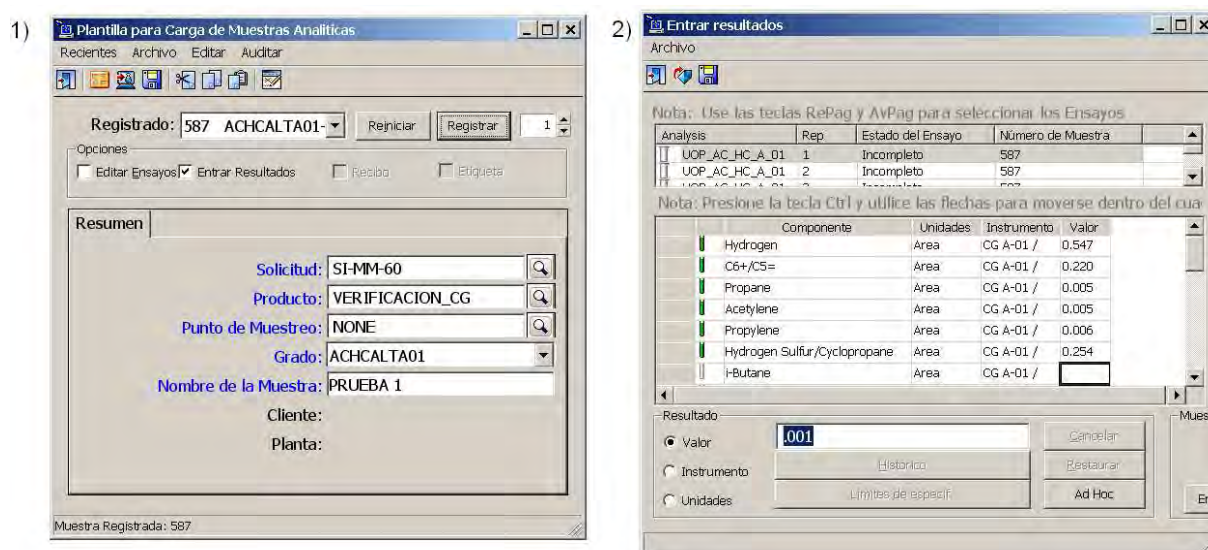 1)
Plantilla para Carga de Muestras Analiticas
Recientes Archivo Editar Auditar
Registrado: 587 ACHCALTA01- Reiniciar Registrar 1
Opciones
Editar Ensayos Entrar Resultados Recibo Etiqueta
Resumen
Solicitud: SI-MM-60
Producto: VERIFICACION_CG
Punto de Muestreo: NONE
Grado: ACHCALTA01
Nombre de la Muestra: PRUEBA 1
Cliente:
Planta:
Muestra Registrada: 587
2)
Entrar resultados
Archivo
Nota: Use las teclas RePag y AvPag para seleccionar los Ensayos
Analysis Rep Estado del Ensayo Número de Muestra
UOP_AC_HC_A_01 1 Incompleto 587
UOP_AC_HC_A_01 2 Incompleto 587
Nota: Presione la tecla Ctrl y utilice las flechas para moverse dentro del cua
Componente Unidades Instrumento Valor
Hydrogen Area CG A-01 / 0.547
C6+/C5= Area CG A-01 / 0.220
Propane Area CG A-01 / 0.005
Acetylene Area CG A-01 / 0.005
Propylene Area CG A-01 / 0.006
Hydrogen Sulfur/Cyclopropane Area CG A-01 / 0.254
i-Butane Area CG A-01 /
Resultado Mues
Valor .001 Cancelar
Instrumento Historico Restaurar
Unidades Limites de especif. Ad Hoc